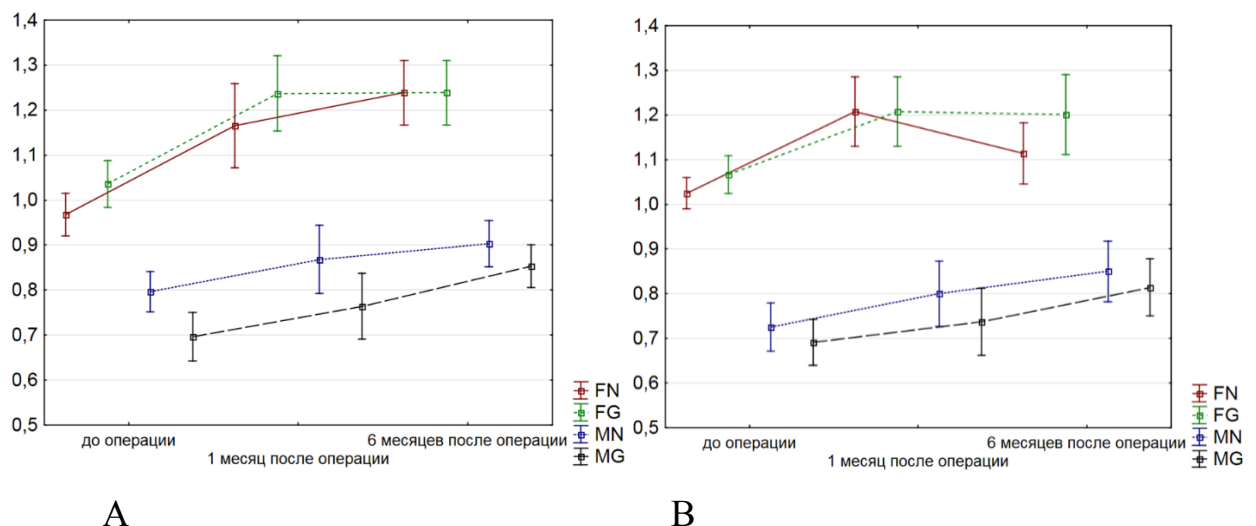 1,4
1,3
1,2
1,1
1,0
0,9
0,8
0,7
0,6
0,5
до операции
1 месяц после операции
6 месяцев после операции
FN
FG
MN
MG
A
1,4
1,3
1,2
1,1
1,0
0,9
0,8
0,7
0,6
0,5
до операции
1 месяц после операции
6 месяцев после операции
FN
FG
MN
MG
B